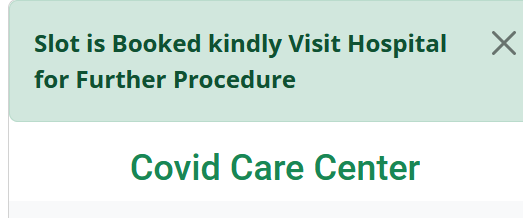 Slot is Booked kindly Visit Hospital
for Further Procedure
Covid Care Center